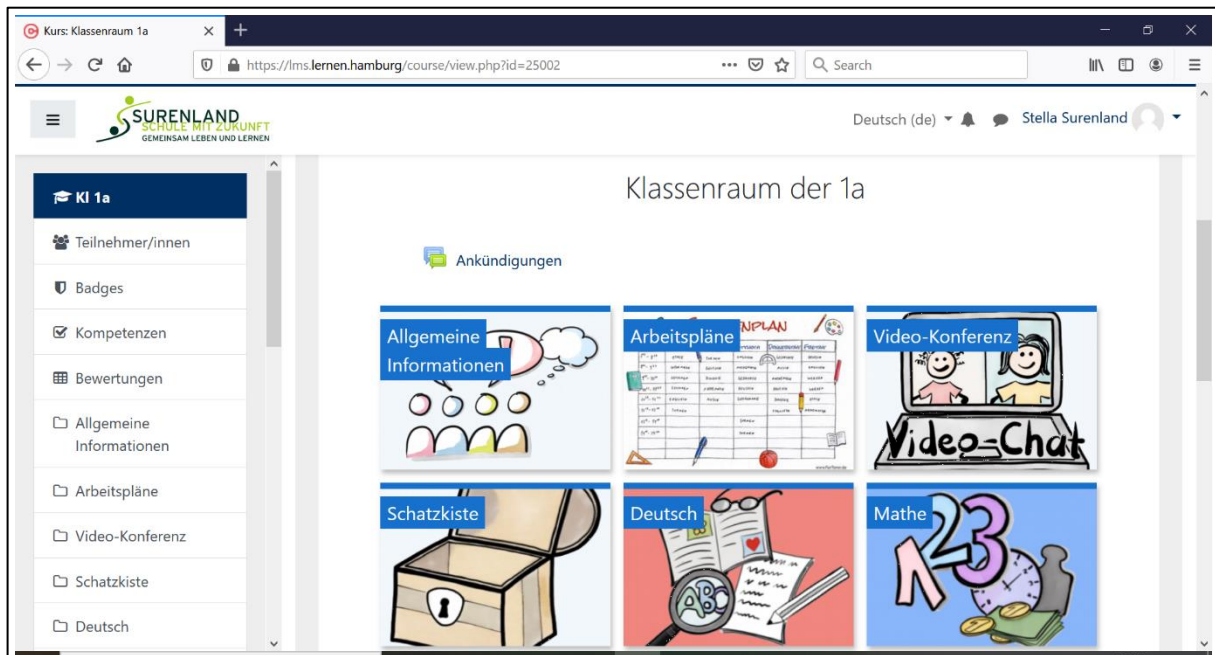 Kurs: Klassenraum 1a
https://lms.lernen.hamburg/course/view.php?id=25002
Search
SURENLAND
SCHULE MIT ZUKUNFT
GEMEINSAM LEBEN UND LERNEN
Deutsch (de)
Stella Surenland
Kl 1a
Teilnehmer/innen
Badges
Kompetenzen
Bewertungen
Allgemeine
Informationen
Arbeitspläne
Video-Konferenz
Schatzkiste
Deutsch
Klassenraum der 1a
Ankündigungen
Allgemeine
Informationen
Arbeitspläne
Video-Konferenz
Video-Chat
Schatzkiste
Deutsch
ABC
Mathe
123